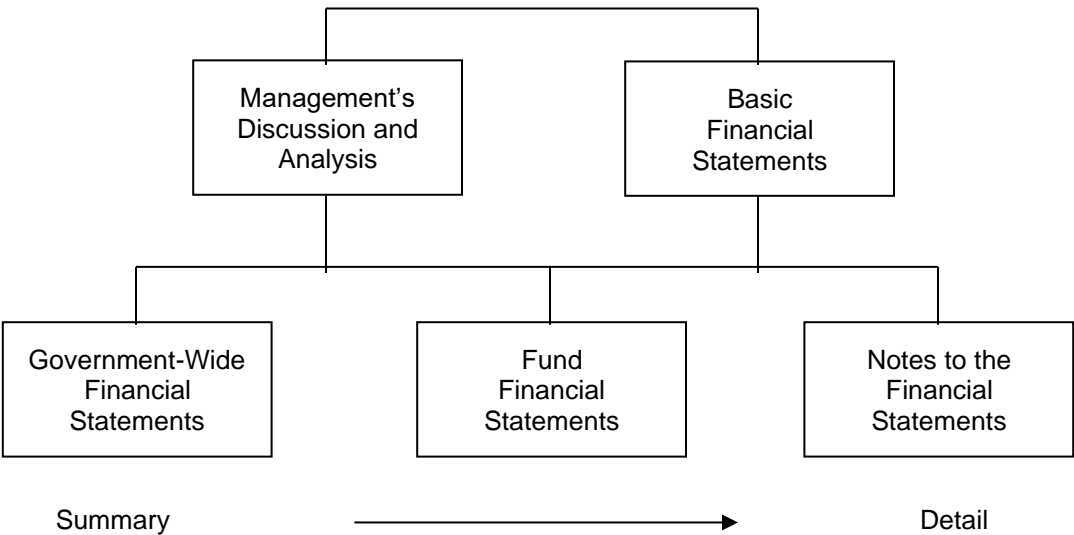 Management’s
Discussion and
Analysis
Basic
Financial
Statements
Government-Wide
Financial
Statements
Fund
Financial
Statements
Notes to the
Financial
Statements
Summary
Detail